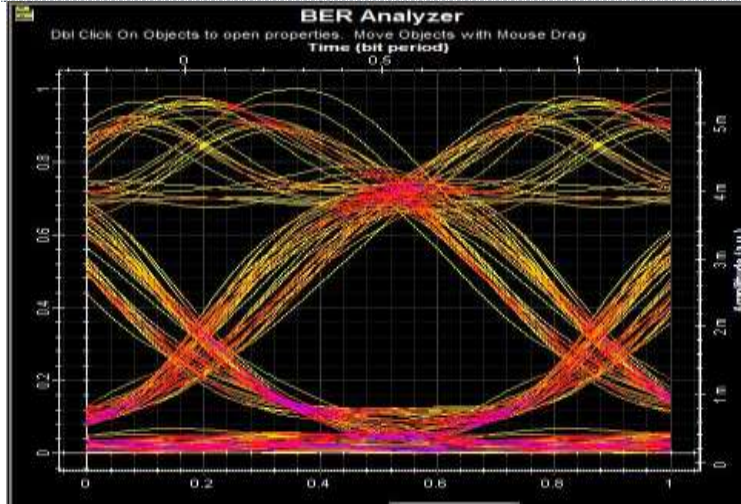 BER Analyzer
Dbl Click On Objects to open properties. Move Objects with Mouse Drag
Time (bit period)
0 0.5 1
1
0.8
0.6
0.4
0.2
0
5m
4m
3m
2m
1m
0
Amplitude (a.u.)
0 0.2 0.4 0.6 0.8 1